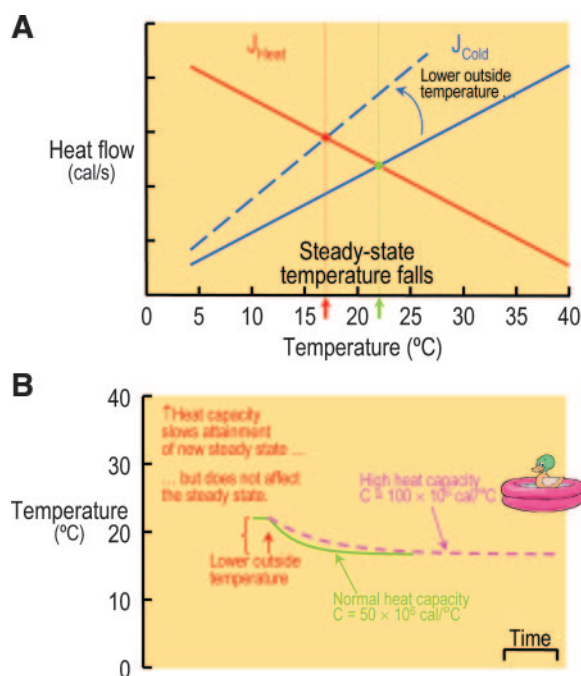 A
J_Heat
J_Cold
Lower outside
temperature ...
Heat flow
(cal/s)
Steady-state
temperature falls
0 5 10 15 20 25 30 35 40
Temperature (ºC)
B
40
30
20
10
0
Temperature
(ºC)
↑Heat capacity
slows attainment
of new steady state ...
... but does not affect
the steady state.
High heat capacity
C = 100 × 10⁶ cal/ºC
Lower outside
temperature
Normal heat capacity
C = 50 × 10⁶ cal/ºC
Time